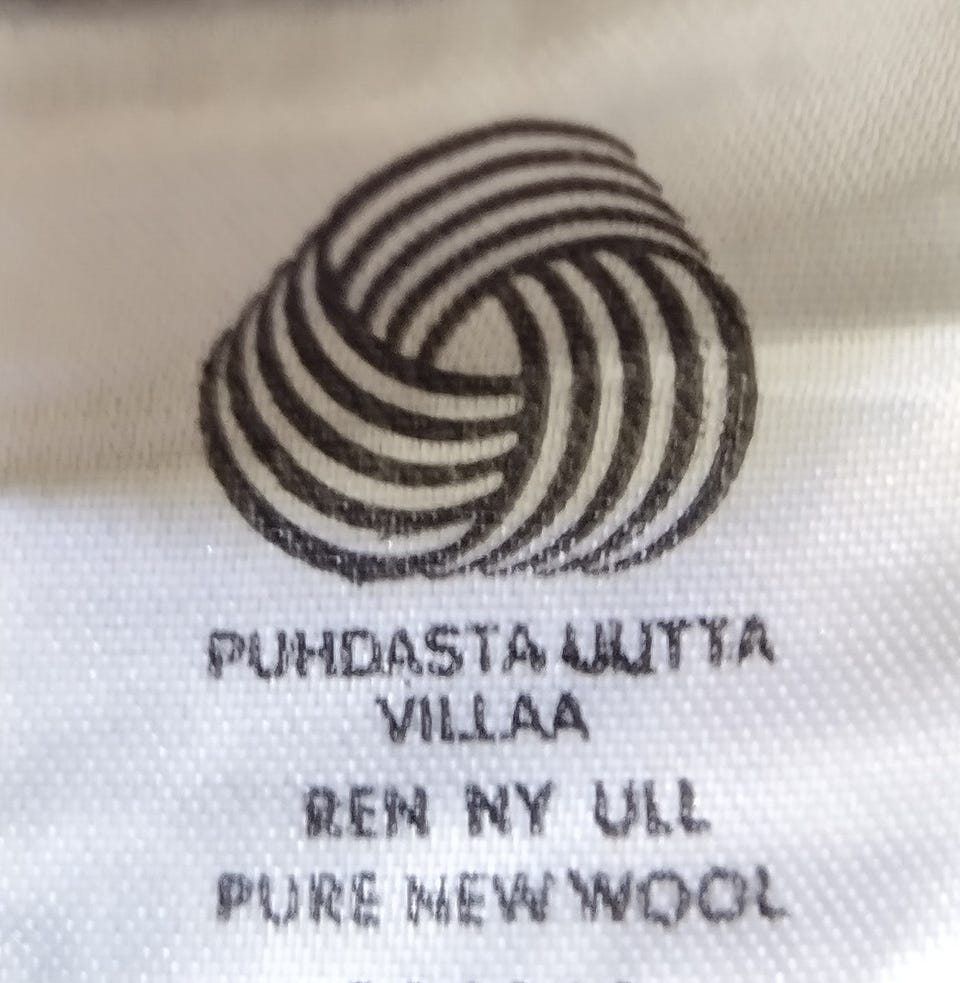 PUHDASTA UUTTA
VILLAA
REN NY ULL
PURE NEW WOOL